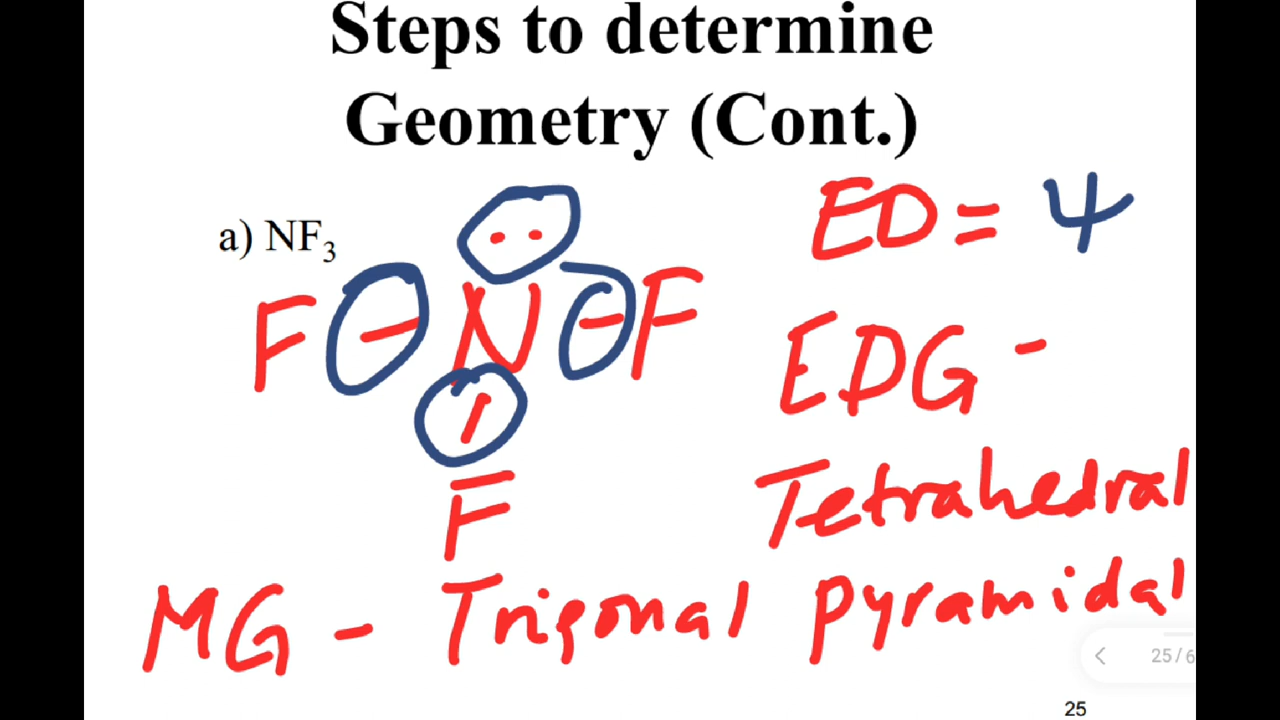 Steps to determine
Geometry (Cont.)
a) NF₃
ED = 4
F - N - F
EDG -
F
Tetrahedral
MG - Trigonal pyramidal
25/6
25